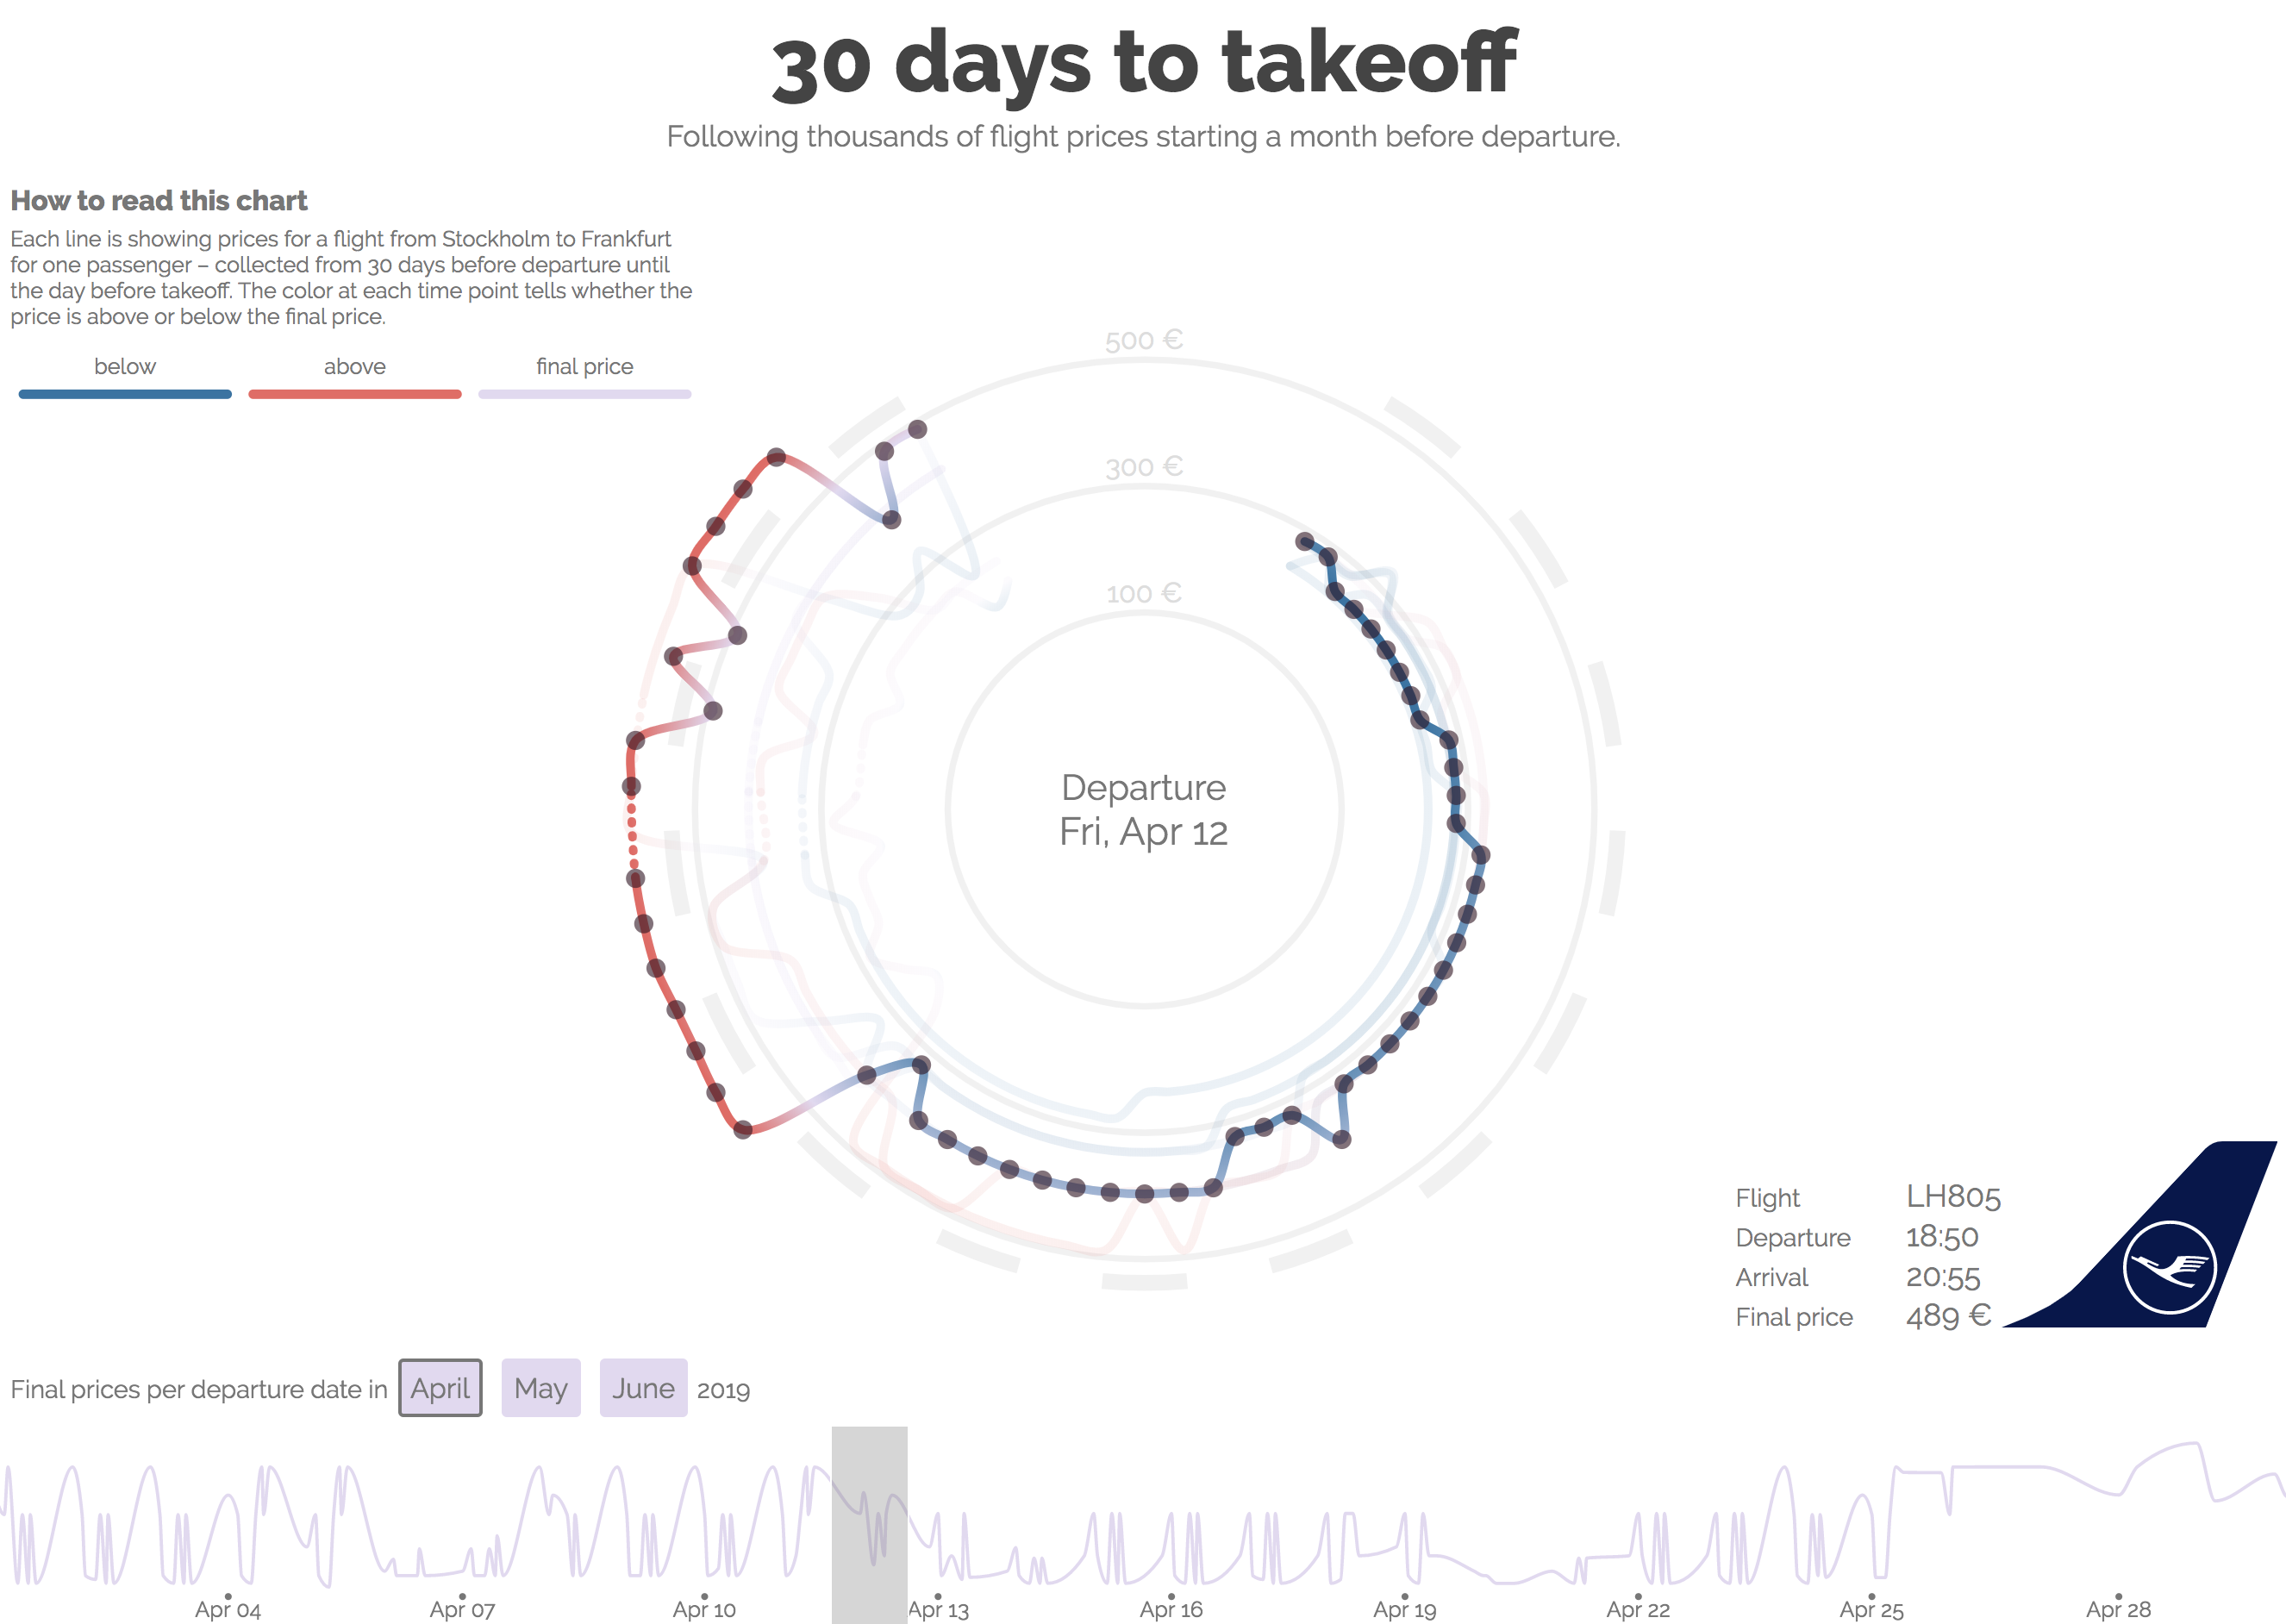 30 days to takeoff
Following thousands of flight prices starting a month before departure.
How to read this chart
Each line is showing prices for a flight from Stockholm to Frankfurt
for one passenger – collected from 30 days before departure until
the day before takeoff. The color at each time point tells whether the
price is above or below the final price.
below above final price
500 €
300 €
100 €
Departure
Fri, Apr 12
Flight LH805
Departure 18:50
Arrival 20:55
Final price 489 €
Final prices per departure date in April May June 2019
Apr 04 Apr 07 Apr 10 Apr 13 Apr 16 Apr 19 Apr 22 Apr 25 Apr 28